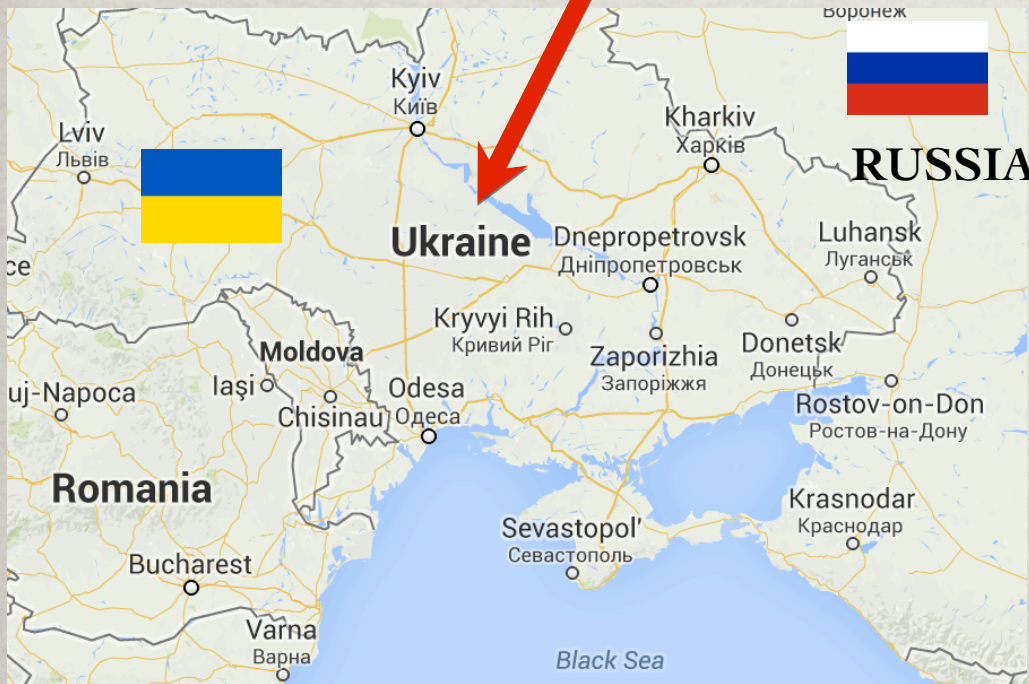 Воронеж
Kyiv
Київ
Kharkiv
Харків
Lviv
Львів
RUSSIA
Ukraine
Dnepropetrovsk
Дніпропетровськ
Luhansk
Луганськ
ce
Kryvyi Rih
Кривий Ріг
Zaporizhia
Запоріжжя
Donetsk
Донецьк
Moldova
Iaşi
Chisinau
uj-Napoca
Odesa
Одеса
Rostov-on-Don
Ростов-на-Дону
Romania
Krasnodar
Краснодар
Sevastopol'
Севастополь
Bucharest
Varna
Варна
Black Sea